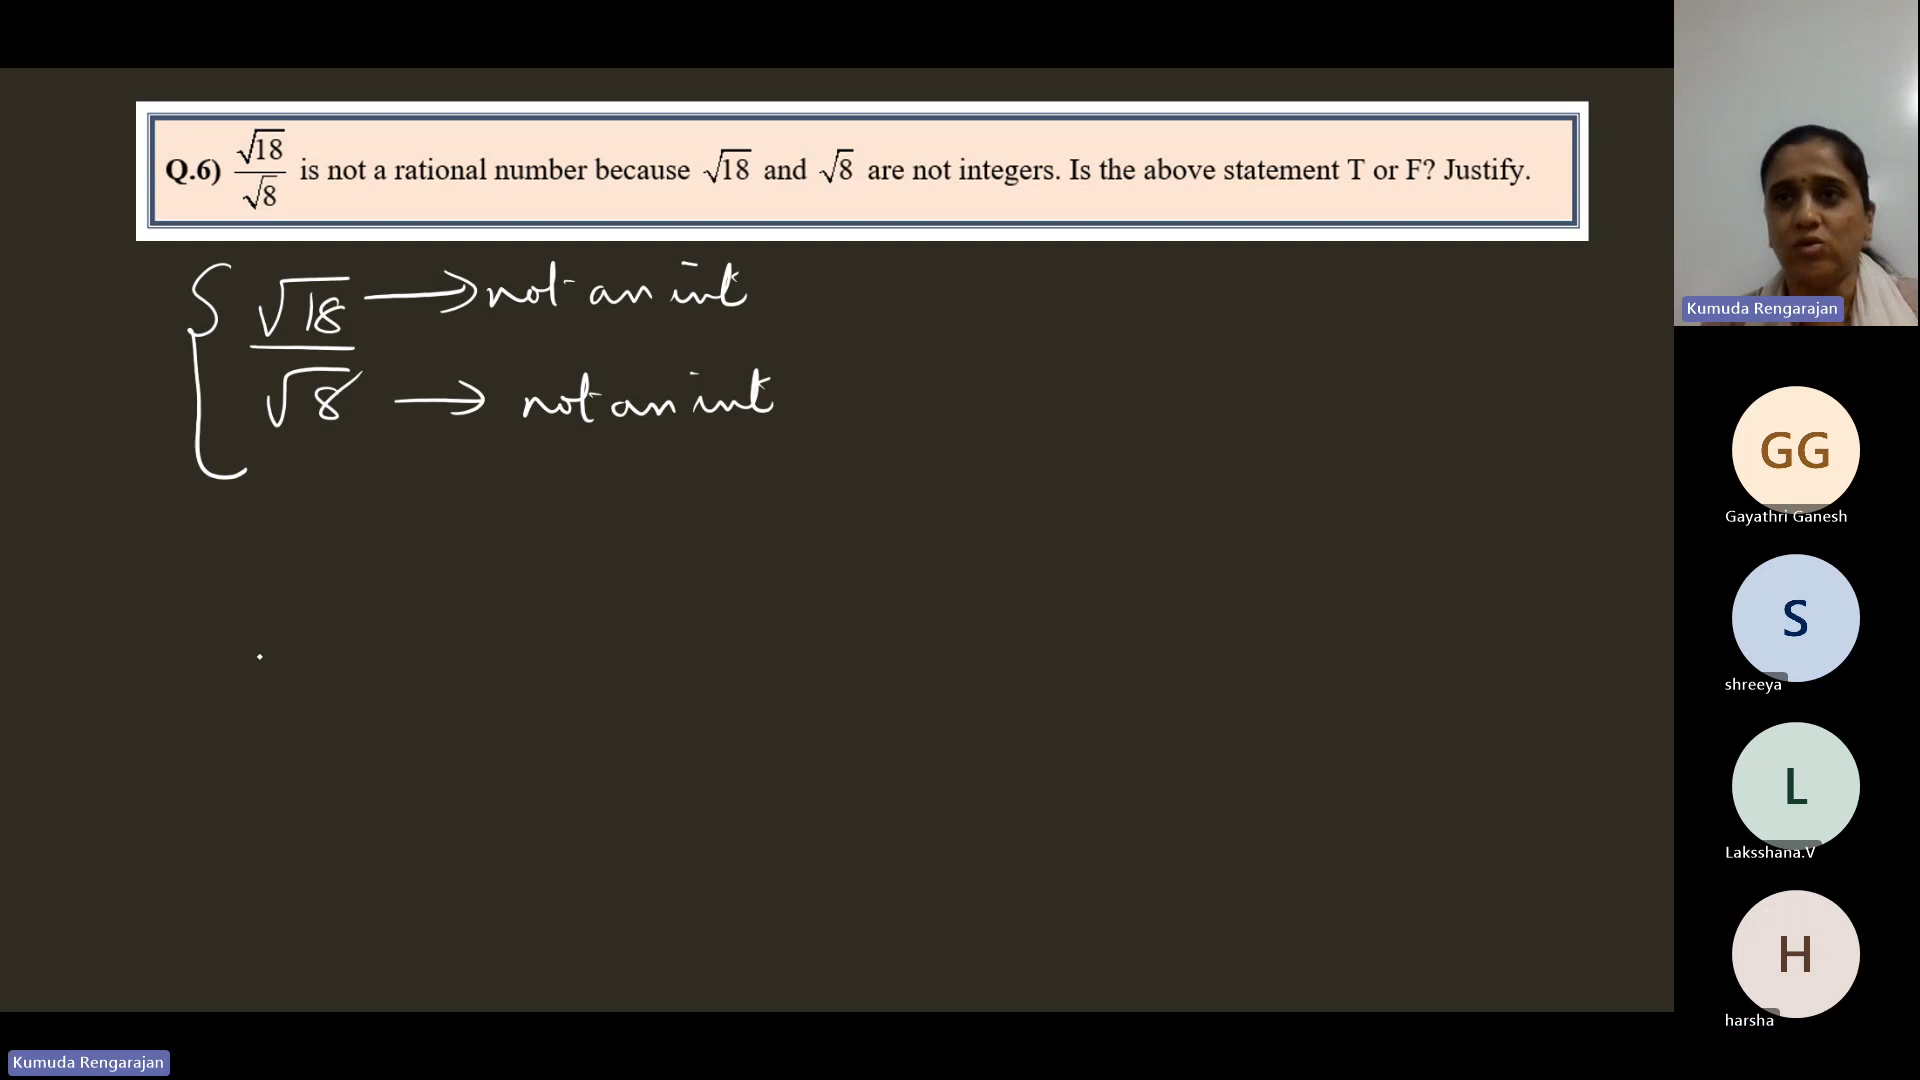 Q.6) √18/√8 is not a rational number because √18 and √8 are not integers. Is the above statement T or F? Justify.
√18 → not an int
√8 → not an int
Kumuda Rengarajan
GG
Gayathri Ganesh
S
shreeya
L
Laksshana.V
H
harsha
Kumuda Rengarajan